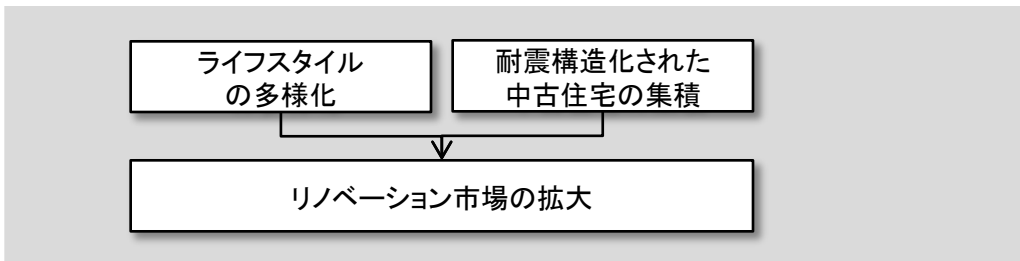 ライフスタイル
の多様化
耐震構造化された
中古住宅の集積
リノベーション市場の拡大